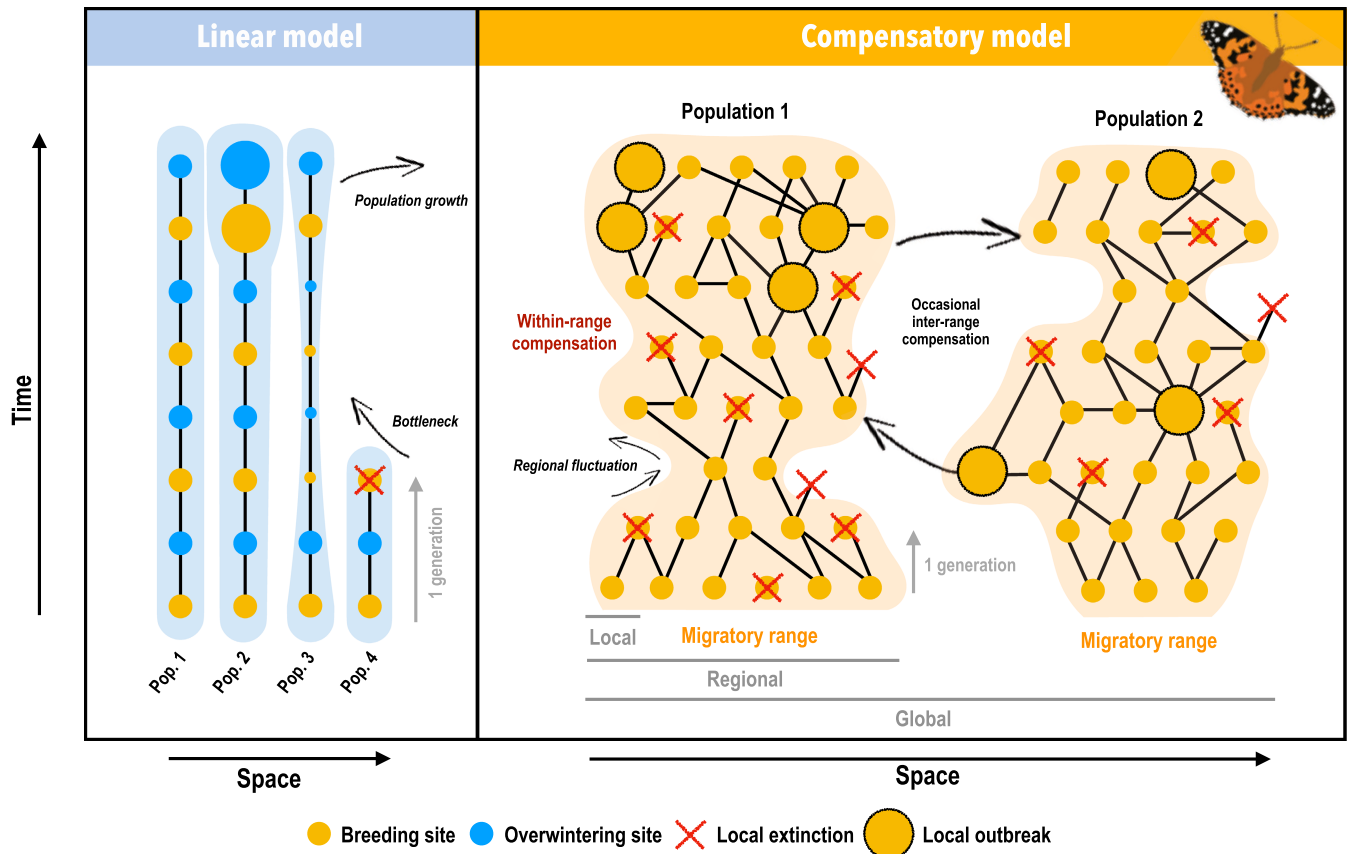 Linear model
Compensatory model
Time
Population growth
Bottleneck
1 generation
Pop. 1
Pop. 2
Pop. 3
Pop. 4
Space
Population 1
Population 2
Within-range
compensation
Occasional
inter-range
compensation
Regional fluctuation
1 generation
Local
Migratory range
Migratory range
Regional
Global
Space
Breeding site
Overwintering site
Local extinction
Local outbreak